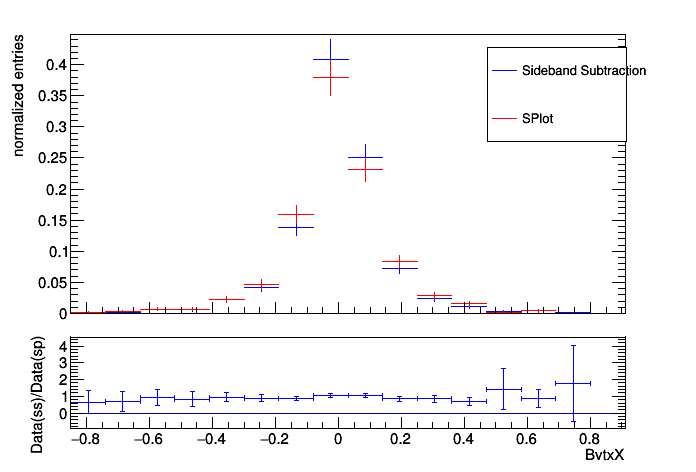 normalized entries
0.4
0.35
0.3
0.25
0.2
0.15
0.1
0.05
0
Sideband Subtraction
SPlot
Data(ss)/Data(sp)
4
3
2
1
0
−0.8 −0.6 −0.4 −0.2 0 0.2 0.4 0.6 0.8
BvtxX